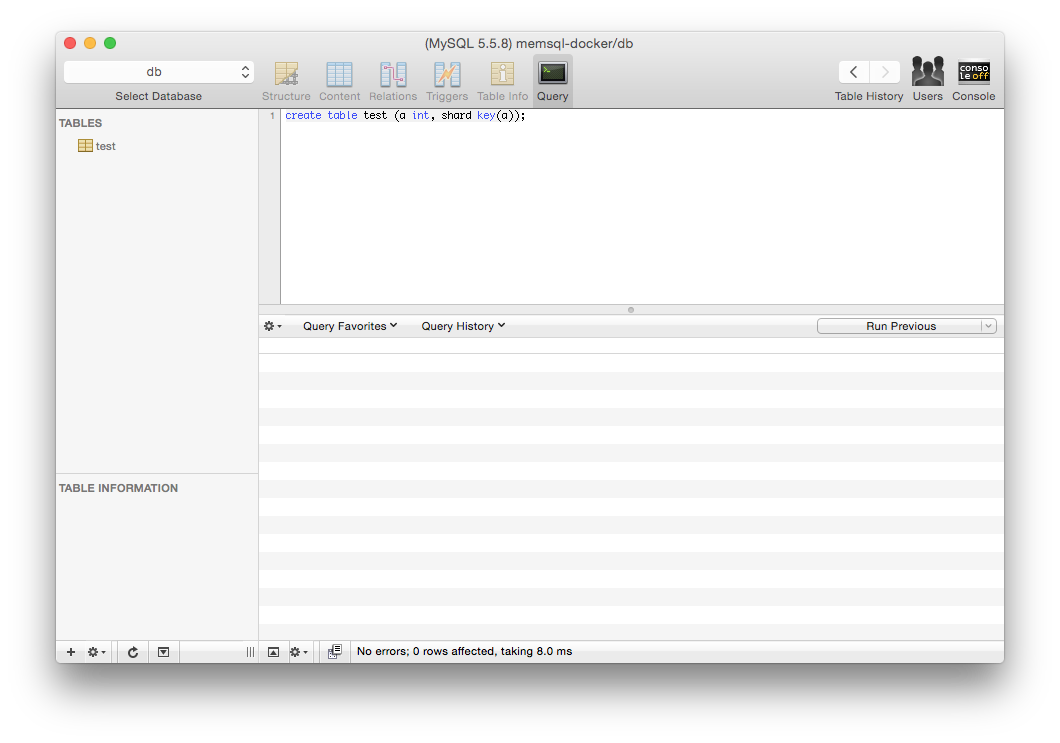 (MySQL 5.5.8) memsql-docker/db
db
Select Database
Structure Content Relations Triggers Table Info Query
conso
le off
Table History Users Console
TABLES
test
1 create table test (a int, shard key(a));
Query Favorites Query History Run Previous
TABLE INFORMATION
No errors; 0 rows affected, taking 8.0 ms